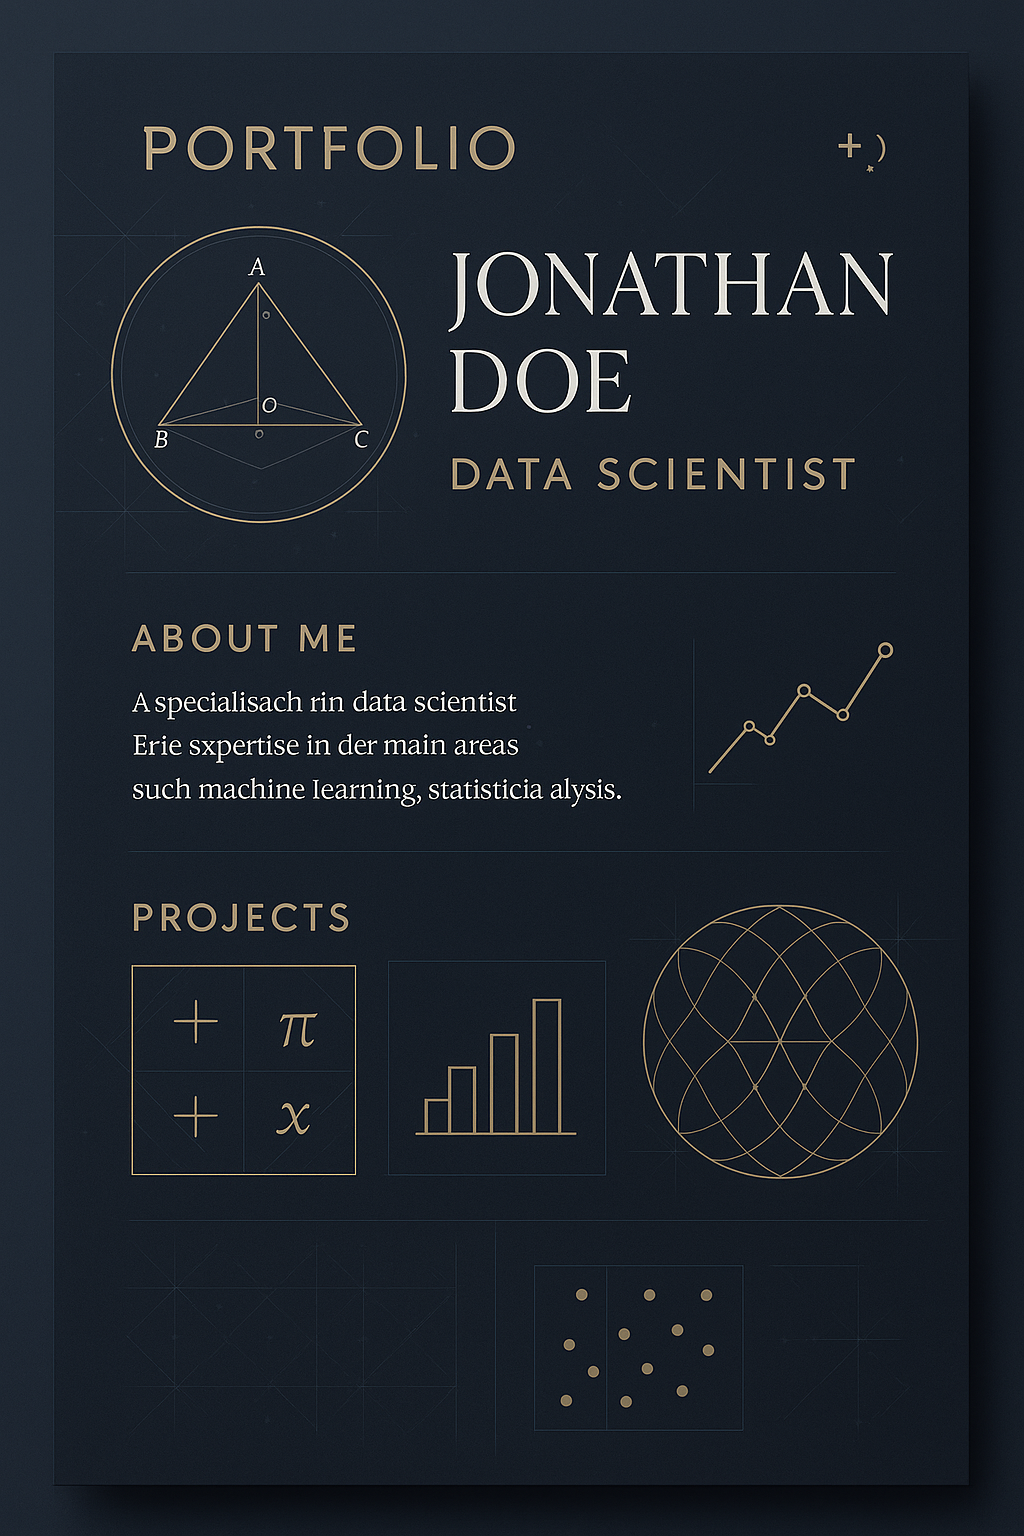 PORTFOLIO
A
O
B
C
JONATHAN
DOE
DATA SCIENTIST
ABOUT ME
A specialisach rin data scientist
Erie sxpertise in der main areas
such machine Iearning, statisticia alysis.
PROJECTS
+ π
+ x